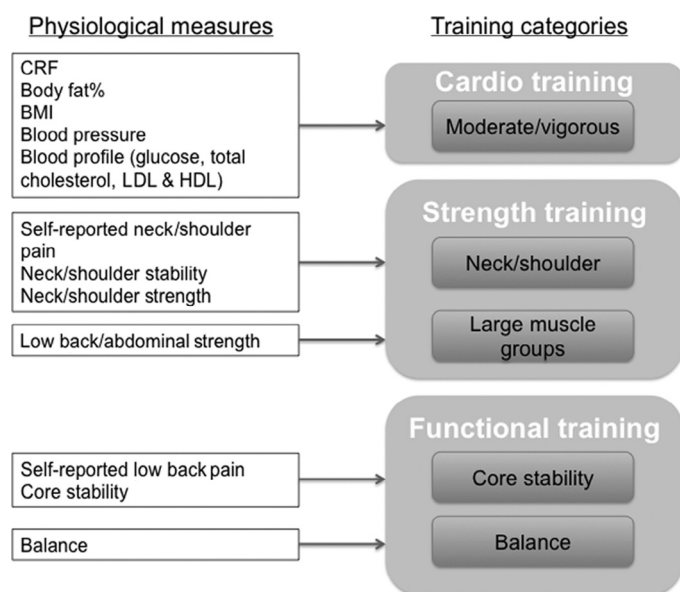 Physiological measures
Training categories
CRF
Body fat%
BMI
Blood pressure
Blood profile (glucose, total
cholesterol, LDL & HDL)
Cardio training
Moderate/vigorous
Self-reported neck/shoulder
pain
Neck/shoulder stability
Neck/shoulder strength
Strength training
Neck/shoulder
Low back/abdominal strength
Large muscle
groups
Functional training
Self-reported low back pain
Core stability
Core stability
Balance
Balance